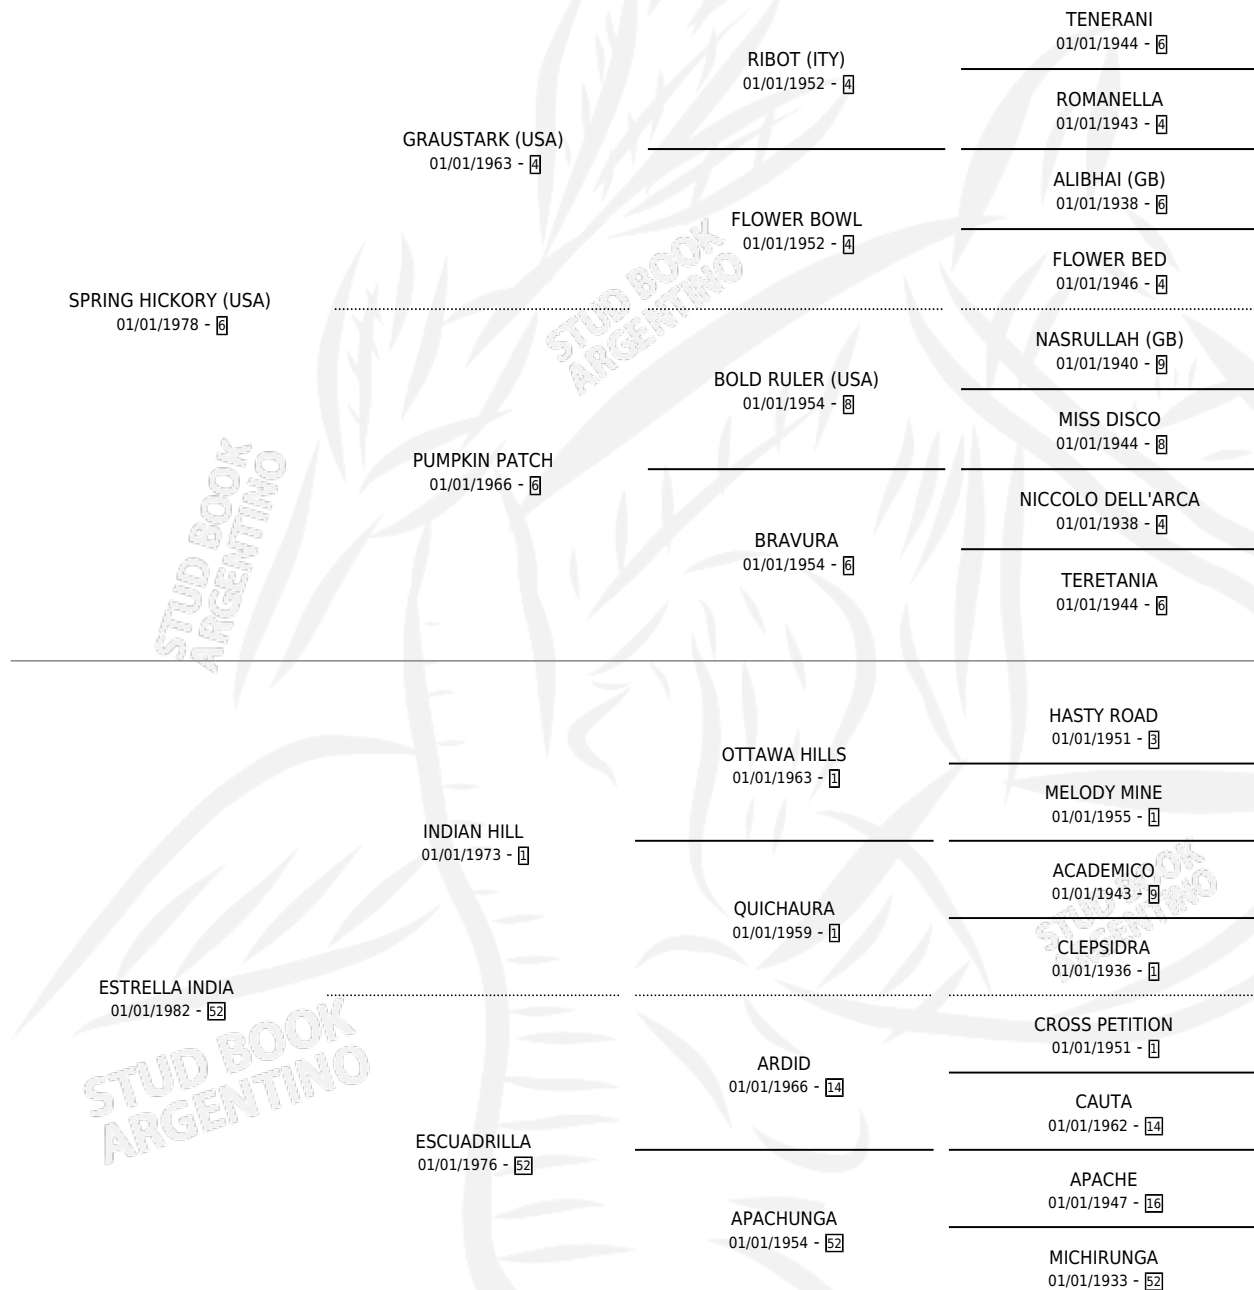 TENERANI
01/01/1944 - 6
RIBOT (ITY)
01/01/1952 - 4
ROMANELLA
01/01/1943 - 4
GRAUSTARK (USA)
01/01/1963 - 4
ALIBHAI (GB)
01/01/1938 - 6
FLOWER BOWL
01/01/1952 - 4
FLOWER BED
01/01/1946 - 4
SPRING HICKORY (USA)
01/01/1978 - 6
NASRULLAH (GB)
01/01/1940 - 9
BOLD RULER (USA)
01/01/1954 - 8
MISS DISCO
01/01/1944 - 8
PUMPKIN PATCH
01/01/1966 - 6
NICCOLO DELL'ARCA
01/01/1938 - 4
BRAVURA
01/01/1954 - 6
TERETANIA
01/01/1944 - 6
HASTY ROAD
01/01/1951 - 3
OTTAWA HILLS
01/01/1963 - 1
MELODY MINE
01/01/1955 - 1
INDIAN HILL
01/01/1973 - 1
ACADEMICO
01/01/1943 - 9
QUICHAURA
01/01/1959 - 1
CLEPSIDRA
01/01/1936 - 1
ESTRELLA INDIA
01/01/1982 - 52
CROSS PETITION
01/01/1951 - 1
ARDID
01/01/1966 - 14
CAUTA
01/01/1962 - 14
ESCUADRILLA
01/01/1976 - 52
APACHE
01/01/1947 - 16
APACHUNGA
01/01/1954 - 52
MICHIRUNGA
01/01/1933 - 52
STUD BOOK
ARGENTINO
STUD BOOK
ARGENTINO
STUD BOOK
ARGENTINO
STUD BOOK
ARGENTINO